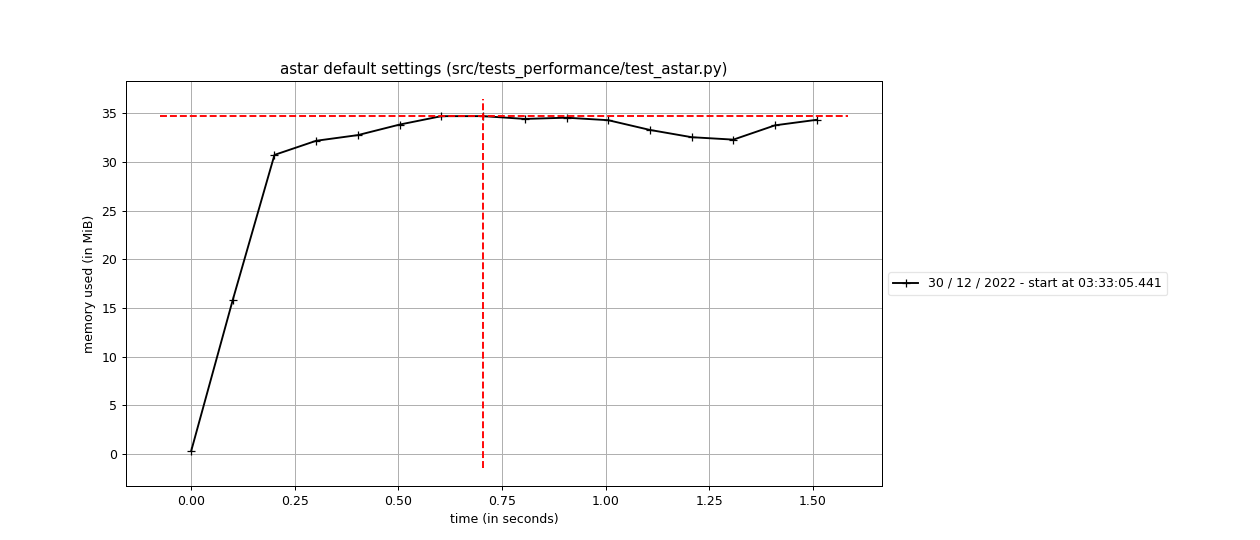 astar default settings (src/tests_performance/test_astar.py)
35
30
25
20
15
10
5
0
memory used (in MiB)
0.00 0.25 0.50 0.75 1.00 1.25 1.50
time (in seconds)
30 / 12 / 2022 - start at 03:33:05.441